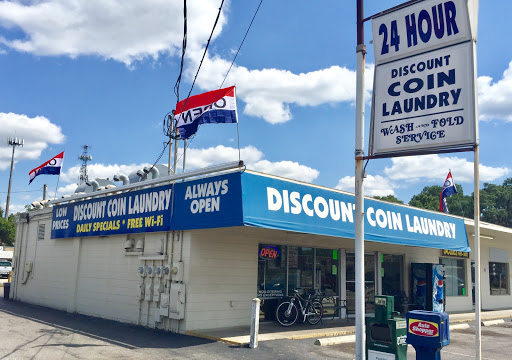 24 HOUR
DISCOUNT
COIN
LAUNDRY
WASH AND FOLD
SERVICE
OPEN
LOW
PRICES
DISCOUNT COIN LAUNDRY
DAILY SPECIALS * FREE Wi-Fi
ALWAYS
OPEN
DISCOUNT COIN LAUNDRY
OPEN
Auto Shopper